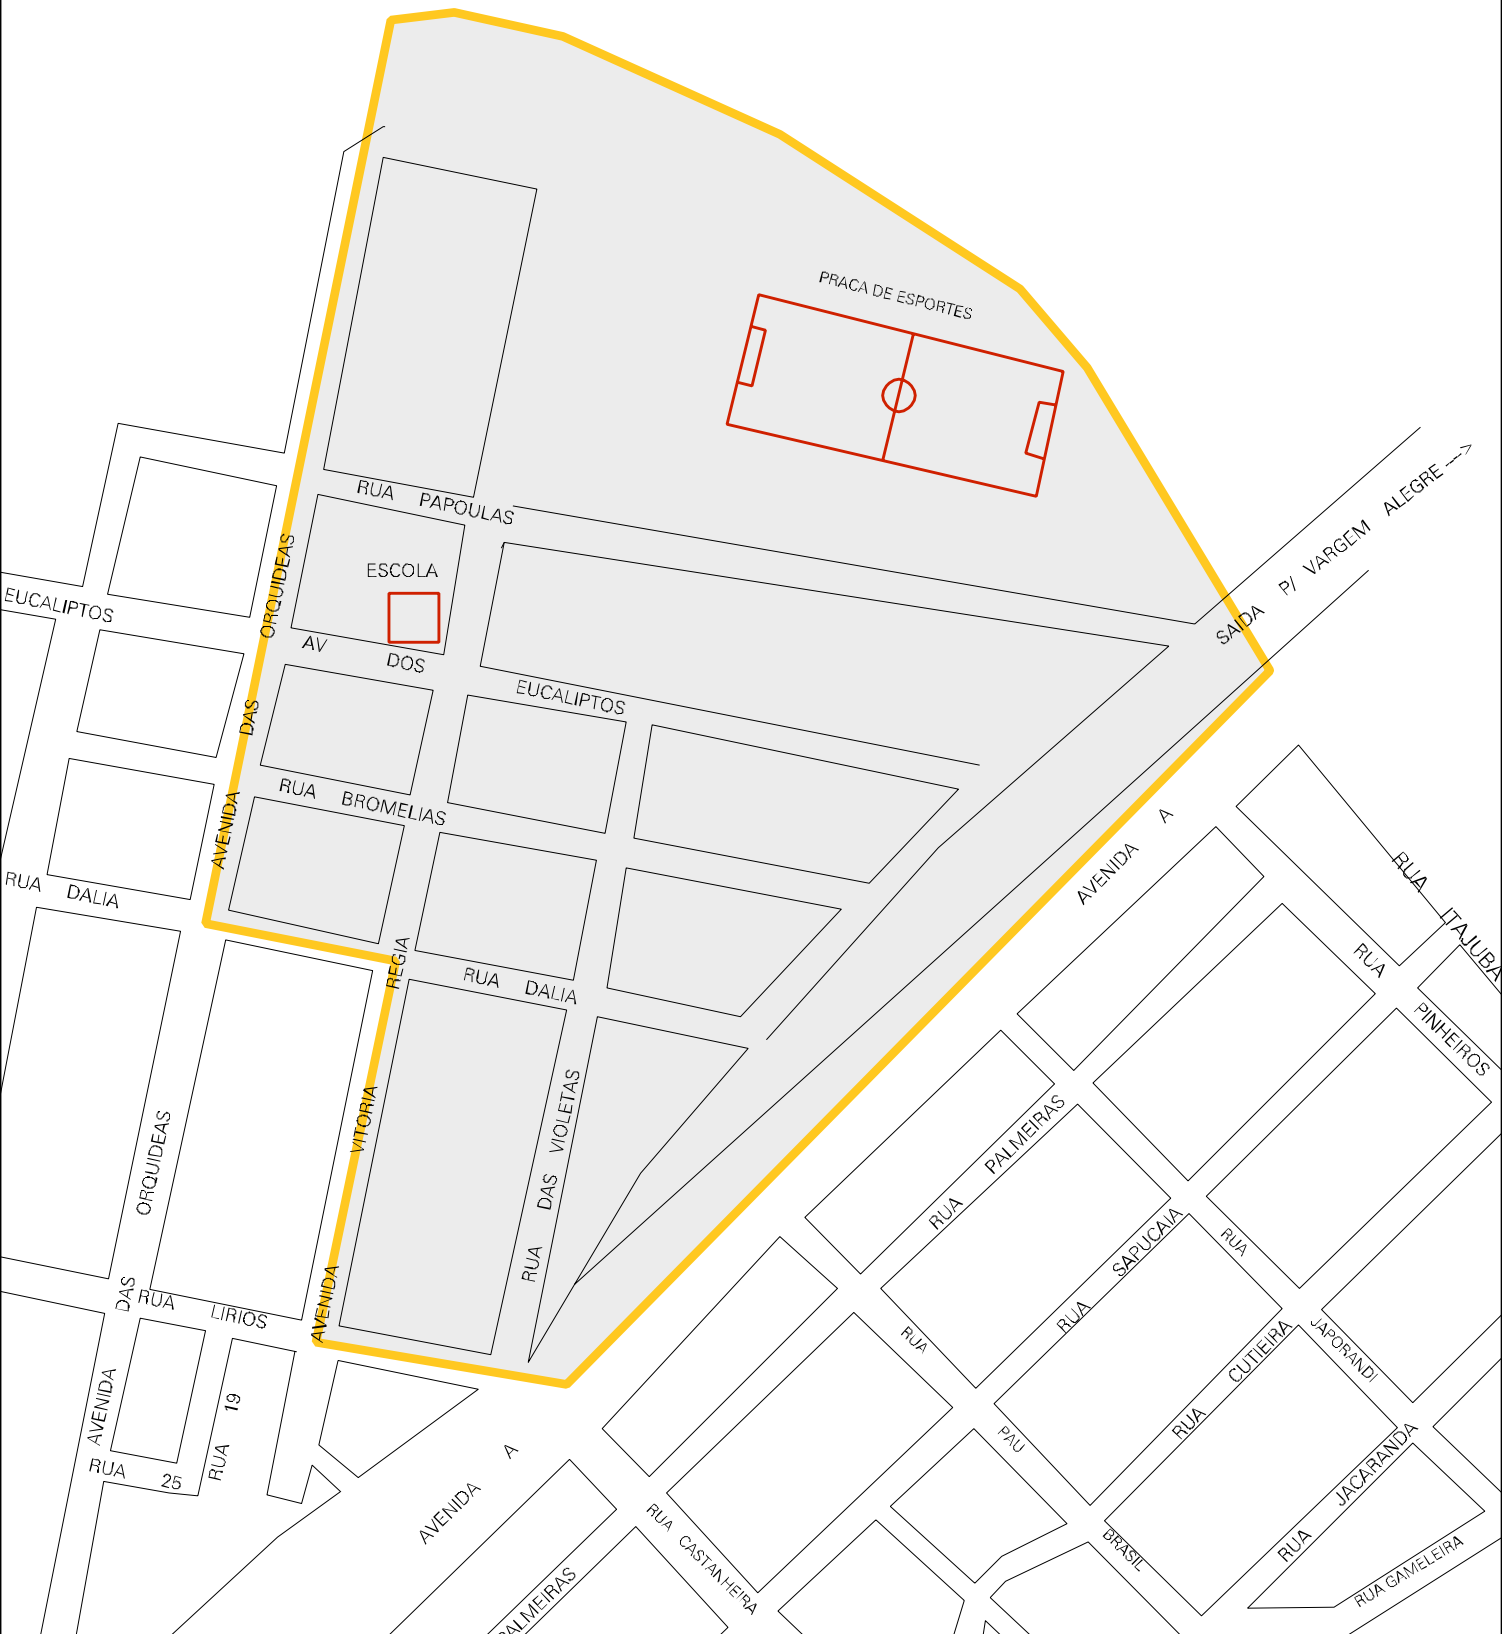 PRACA DE ESPORTES
RUA PAPOULAS
SAIDA P/ VARGEM ALEGRE --->
ESCOLA
EUCALIPTOS
AV DOS EUCALIPTOS
AVENIDA DAS ORQUIDEAS
RUA BROMELIAS
AVENIDA A
RUA DALIA
RUA DALIA
RUA ITAJUBA
RUA PINHEIROS
AVENIDA VITORIA REGIA
RUA DAS VIOLETAS
RUA PALMEIRAS
AVENIDA DAS ORQUIDEAS
RUA SAPUCAIA
RUA JAPORANDI
RUA LIRIOS
RUA CUTIEIRA
RUA PAU BRASIL
RUA 19
RUA 25
AVENIDA A
RUA JACARANDA
RUA CASTANHEIRA
RUA GAMELEIRA
PALMEIRAS